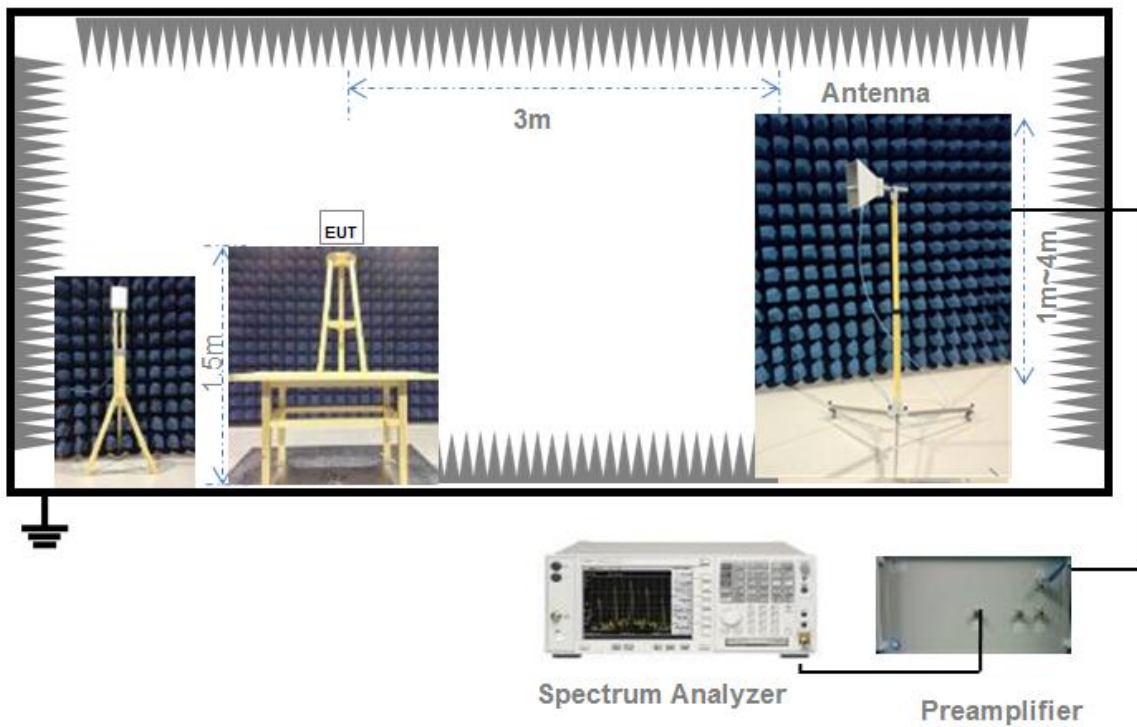 Antenna
3m
EUT
1.5m
1m~4m
Spectrum Analyzer
Preamplifier